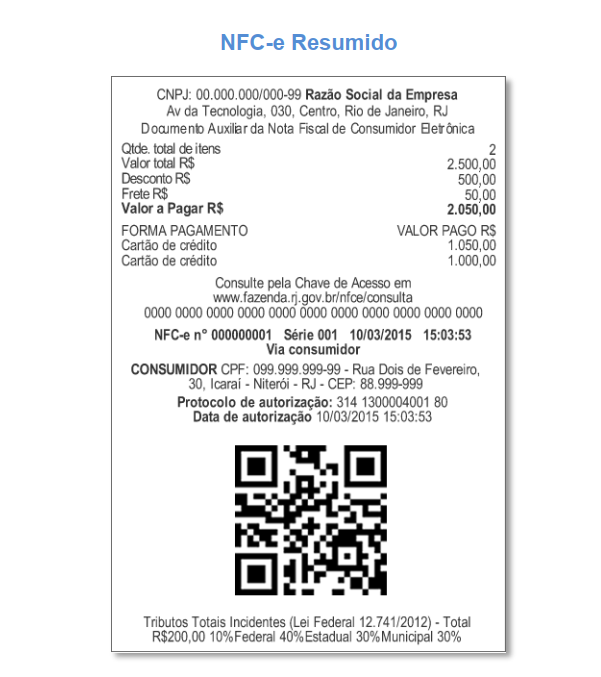 NFC-e Resumido
CNPJ: 00.000.000/000-99 Razão Social da Empresa
Av da Tecnologia, 030, Centro, Rio de Janeiro, RJ
Documento Auxiliar da Nota Fiscal de Consumidor Eletrônica
Qtde. total de itens 2
Valor total R$ 2.500,00
Desconto R$ 500,00
Frete R$ 50,00
Valor a Pagar R$ 2.050,00
FORMA PAGAMENTO VALOR PAGO R$
Cartão de crédito 1.050,00
Cartão de crédito 1.000,00
Consulte pela Chave de Acesso em
www.fazenda.rj.gov.br/nfce/consulta
0000 0000 0000 0000 0000 0000 0000 0000 0000 0000 0000
NFC-e n° 000000001 Série 001 10/03/2015 15:03:53
Via consumidor
CONSUMIDOR CPF: 099.999.999-99 - Rua Dois de Fevereiro,
30, Icaraí - Niterói - RJ - CEP: 88.999-999
Protocolo de autorização: 314 1300004001 80
Data de autorização 10/03/2015 15:03:53
Tributos Totais Incidentes (Lei Federal 12.741/2012) - Total
R$200,00 10%Federal 40%Estadual 30%Municipal 30%